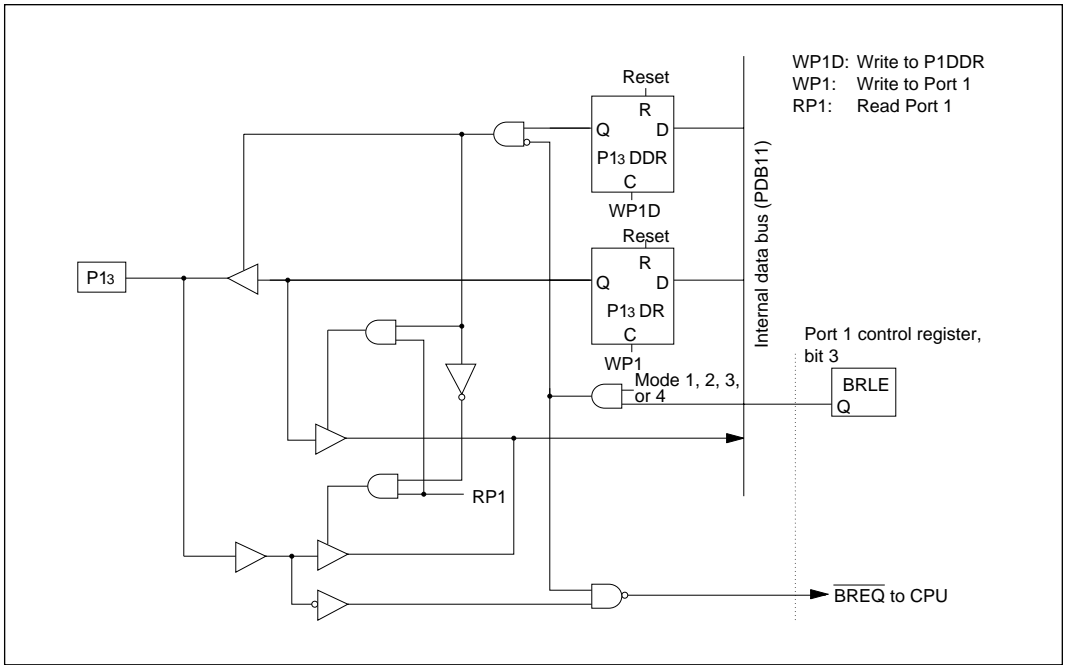 WP1D: Write to P1DDR
WP1: Write to Port 1
RP1: Read Port 1
Reset
R
Q D
P1₃ DDR
C
WP1D
Reset
R
Q D
P1₃ DR
C
WP1
Internal data bus (PDB11)
P1₃
Mode 1, 2, 3,
or 4
Port 1 control register,
bit 3
BRLE
Q
RP1
B̅R̅E̅Q̅ to CPU